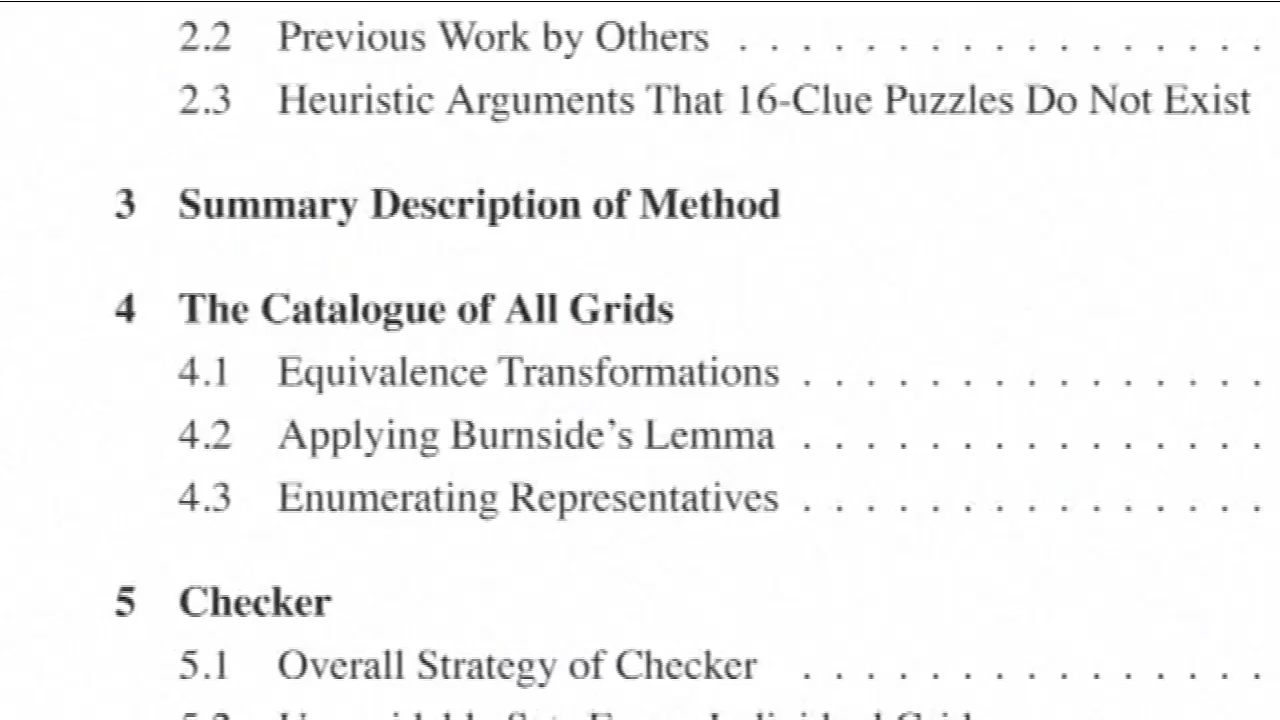 2.2 Previous Work by Others . . . . . . . . . . . . . . . . .
2.3 Heuristic Arguments That 16-Clue Puzzles Do Not Exist
3 Summary Description of Method
4 The Catalogue of All Grids
4.1 Equivalence Transformations . . . . . . . . . . . . . . .
4.2 Applying Burnside's Lemma . . . . . . . . . . . . . . .
4.3 Enumerating Representatives . . . . . . . . . . . . . . .
5 Checker
5.1 Overall Strategy of Checker . . . . . . . . . . . . . . .